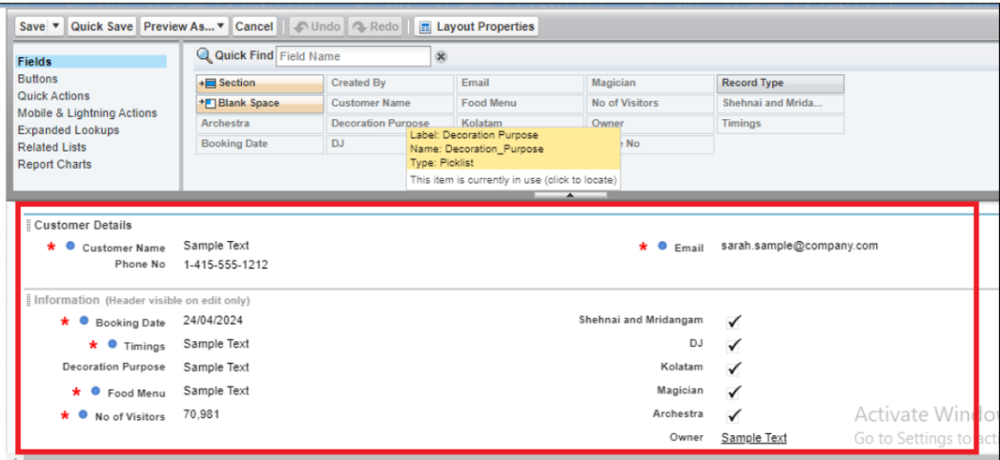 Save ▼ Quick Save Preview As... ▼ Cancel Undo Redo Layout Properties
Fields
Buttons
Quick Actions
Mobile & Lightning Actions
Expanded Lookups
Related Lists
Report Charts
Quick Find Field Name
Section Created By Email Magician Record Type
Blank Space Customer Name Food Menu No of Visitors Shehnai and Mrida...
Archestra Decoration Purpose Kolatam Owner Timings
Booking Date DJ No
Label: Decoration Purpose
Name: Decoration_Purpose
Type: Picklist
This item is currently in use (click to locate)
Customer Details
* Customer Name Sample Text * Email sarah.sample@company.com
Phone No 1-415-555-1212
Information (Header visible on edit only)
* Booking Date 24/04/2024 Shehnai and Mridangam ✓
* Timings Sample Text DJ ✓
Decoration Purpose Sample Text Kolatam ✓
* Food Menu Sample Text Magician ✓
* No of Visitors 70,981 Archestra ✓
Owner Sample Text
Activate Window
Go to Settings to acti